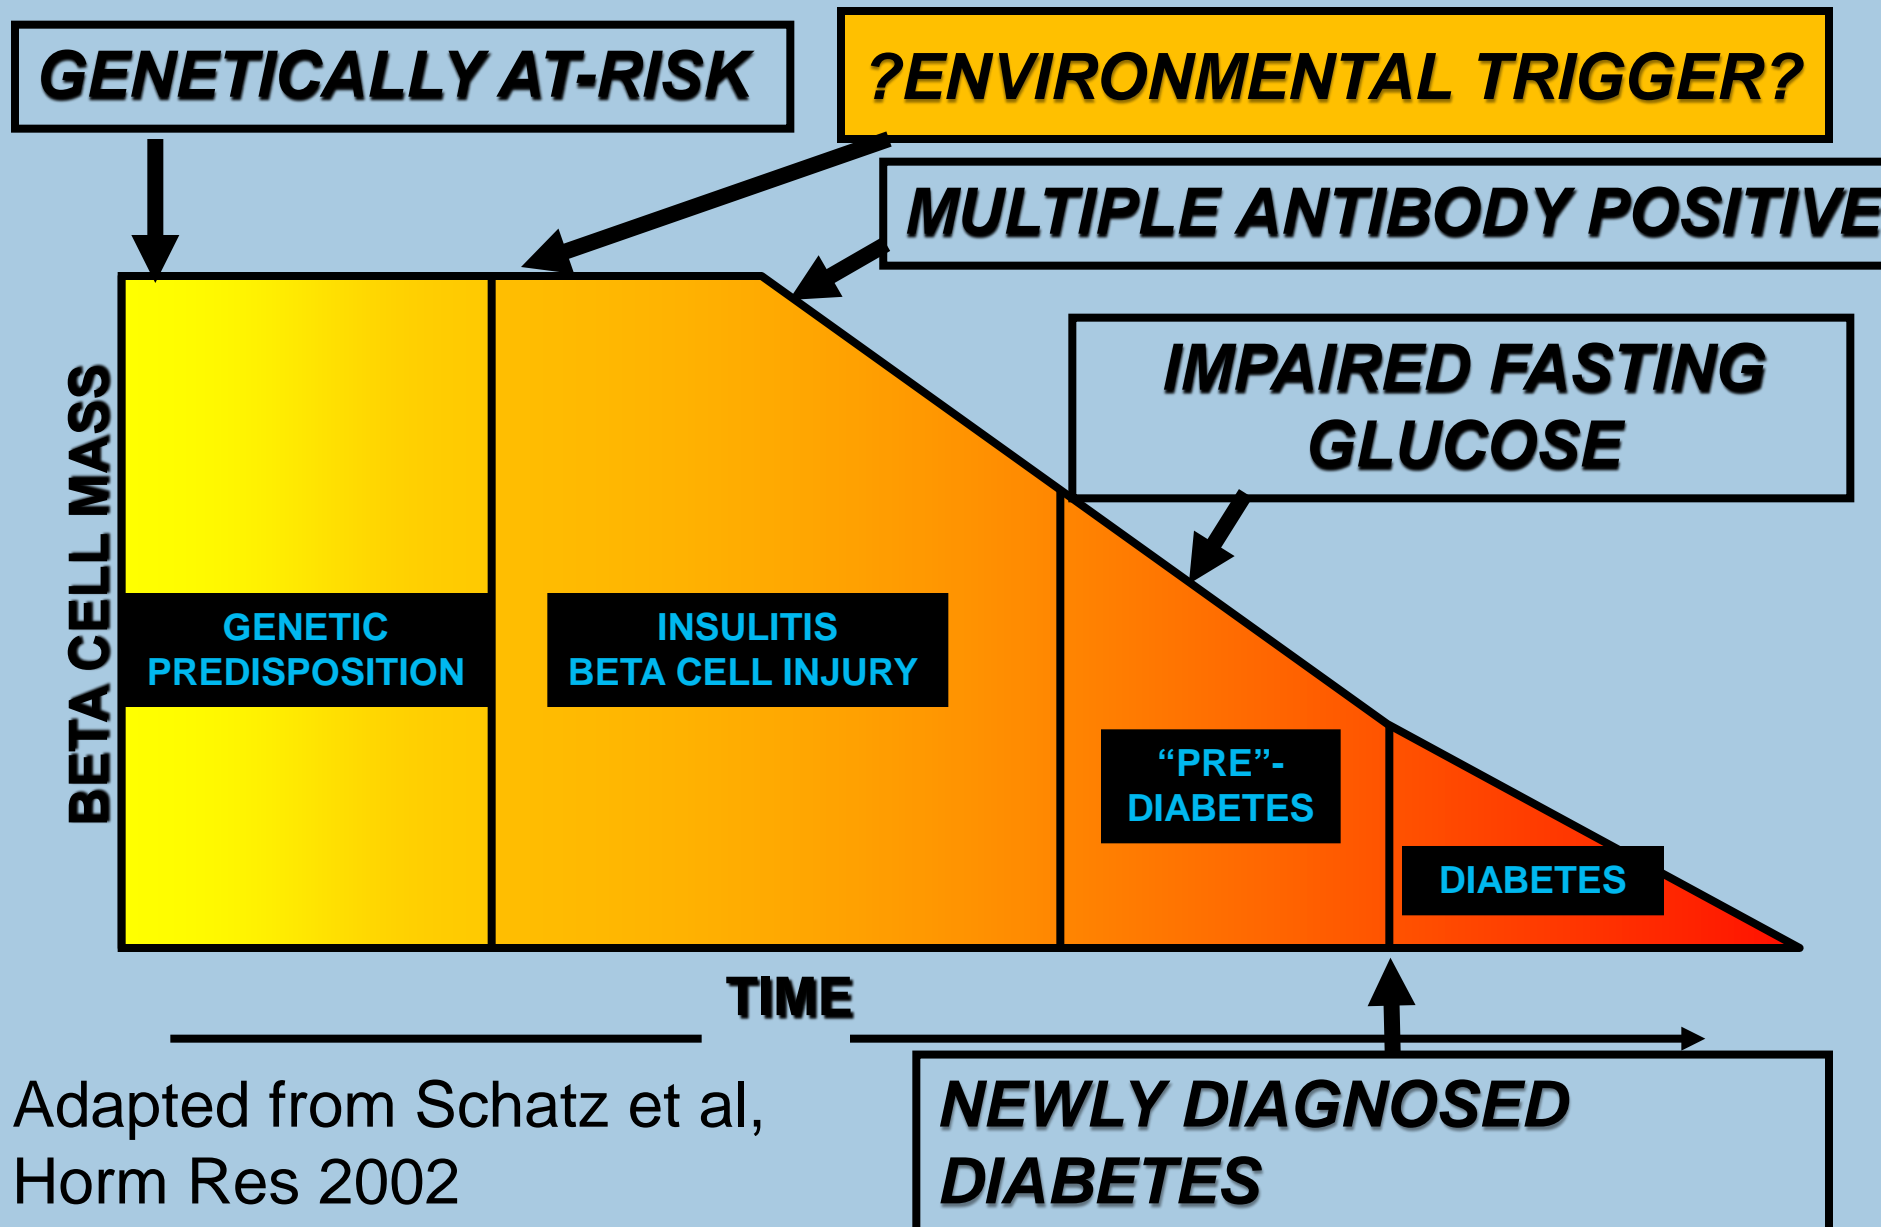 GENETICALLY AT-RISK
?ENVIRONMENTAL TRIGGER?
MULTIPLE ANTIBODY POSITIVE
IMPAIRED FASTING
GLUCOSE
BETA CELL MASS
GENETIC
PREDISPOSITION
INSULITIS
BETA CELL INJURY
“PRE”-
DIABETES
DIABETES
TIME
Adapted from Schatz et al,
Horm Res 2002
NEWLY DIAGNOSED
DIABETES